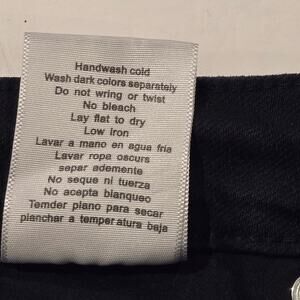 Handwash cold
Wash dark colors separately
Do not wring or twist
No bleach
Lay flat to dry
Low iron
Lavar a mano en agua fria
Lavar ropa oscurs
separ ademente
No seque ni tuerza
No acepta blanqueo
Temder plano para secar
planchar a temperatura baja